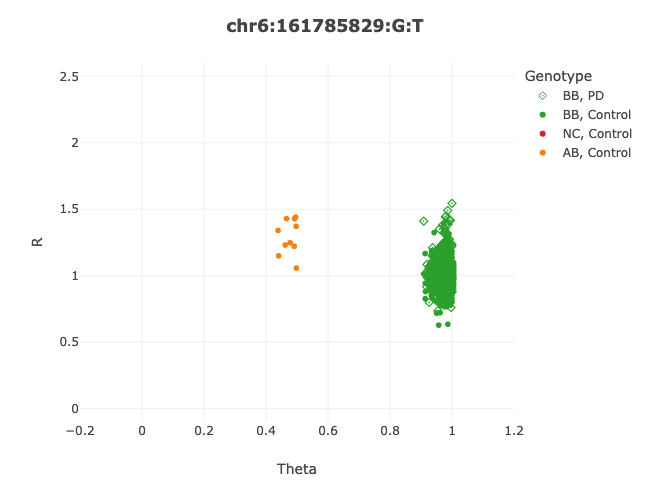 chr6:161785829:G:T
Genotype
BB, PD
BB, Control
NC, Control
AB, Control
2.5
2
1.5
1
0.5
0
R
−0.2 0 0.2 0.4 0.6 0.8 1 1.2
Theta